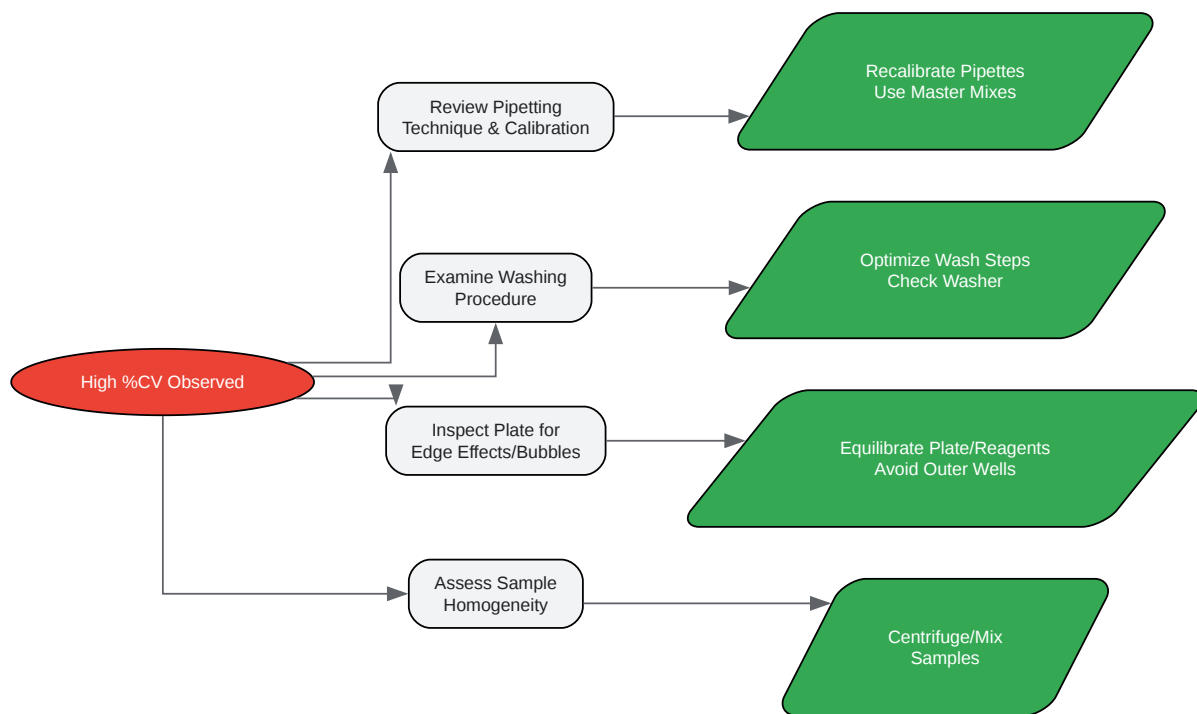 Recalibrate Pipettes
Use Master Mixes
Review Pipetting
Technique & Calibration
Optimize Wash Steps
Check Washer
Examine Washing
Procedure
High %CV Observed
Inspect Plate for
Edge Effects/Bubbles
Equilibrate Plate/Reagents
Avoid Outer Wells
Assess Sample
Homogeneity
Centrifuge/Mix
Samples